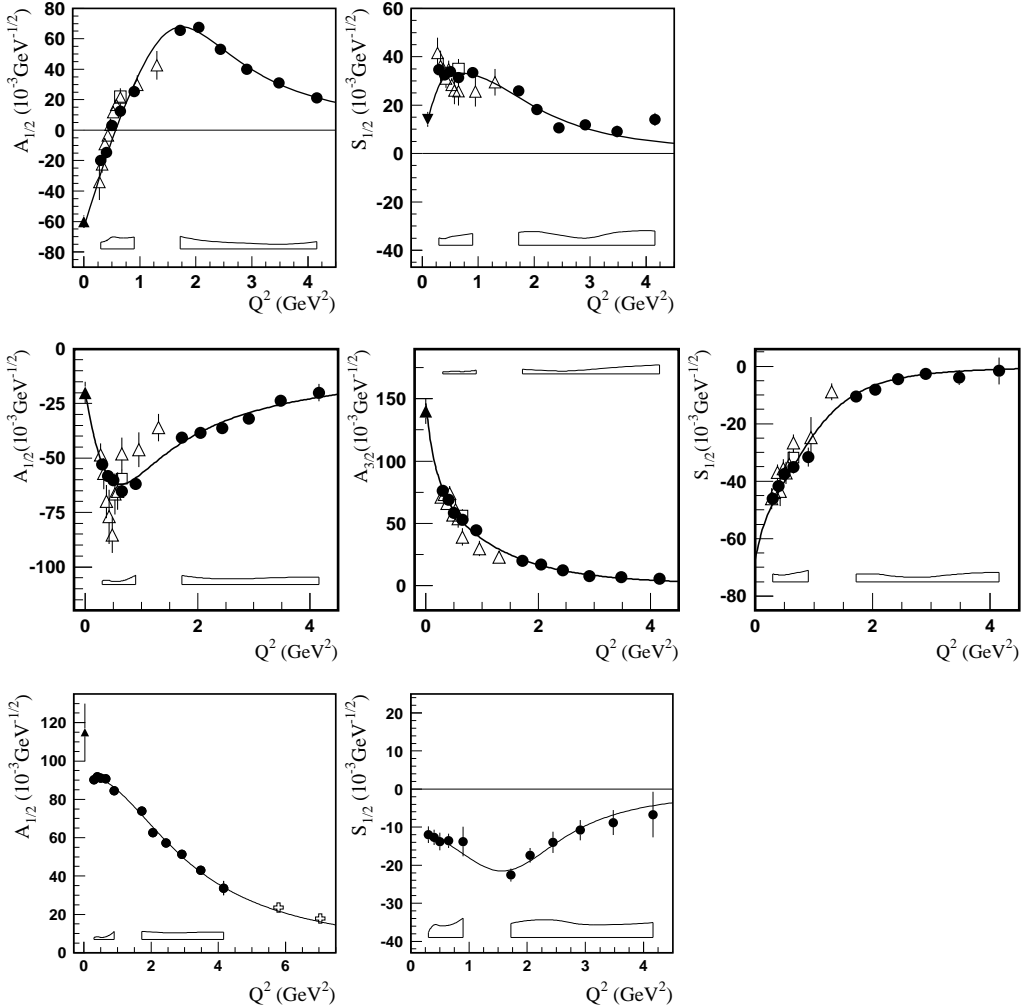 A1/2 (10-3GeV-1/2)
80
60
40
20
0
-20
-40
-60
-80
0 1 2 3 4
Q2 (GeV2)
S1/2 (10-3GeV-1/2)
60
40
20
0
-20
-40
0 1 2 3 4
Q2 (GeV2)
A1/2(10-3GeV-1/2)
0
-25
-50
-75
-100
0 2 4
Q2 (GeV2)
A3/2(10-3GeV-1/2)
150
100
50
0
0 2 4
Q2 (GeV2)
S1/2(10-3GeV-1/2)
0
-20
-40
-60
-80
0 2 4
Q2 (GeV2)
A1/2 (10-3GeV-1/2)
120
100
80
60
40
20
0
0 2 4 6
Q2 (GeV2)
S1/2 (10-3GeV-1/2)
20
10
0
-10
-20
-30
-40
0 1 2 3 4
Q2 (GeV2)